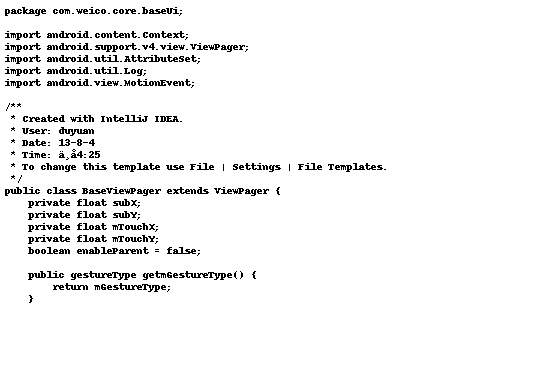 package com.weico.core.baseUi;
import android.content.Context;
import android.support.v4.view.ViewPager;
import android.util.AttributeSet;
import android.util.Log;
import android.view.MotionEvent;
/**
 * Created with IntelliJ IDEA.
 * User: duyuan
 * Date: 13-8-4
 * Time: ä¸å4:25
 * To change this template use File | Settings | File Templates.
 */
public class BaseViewPager extends ViewPager {
    private float subX;
    private float subY;
    private float mTouchX;
    private float mTouchY;
    boolean enableParent = false;
    public gestureType getmGestureType() {
        return mGestureType;
    }